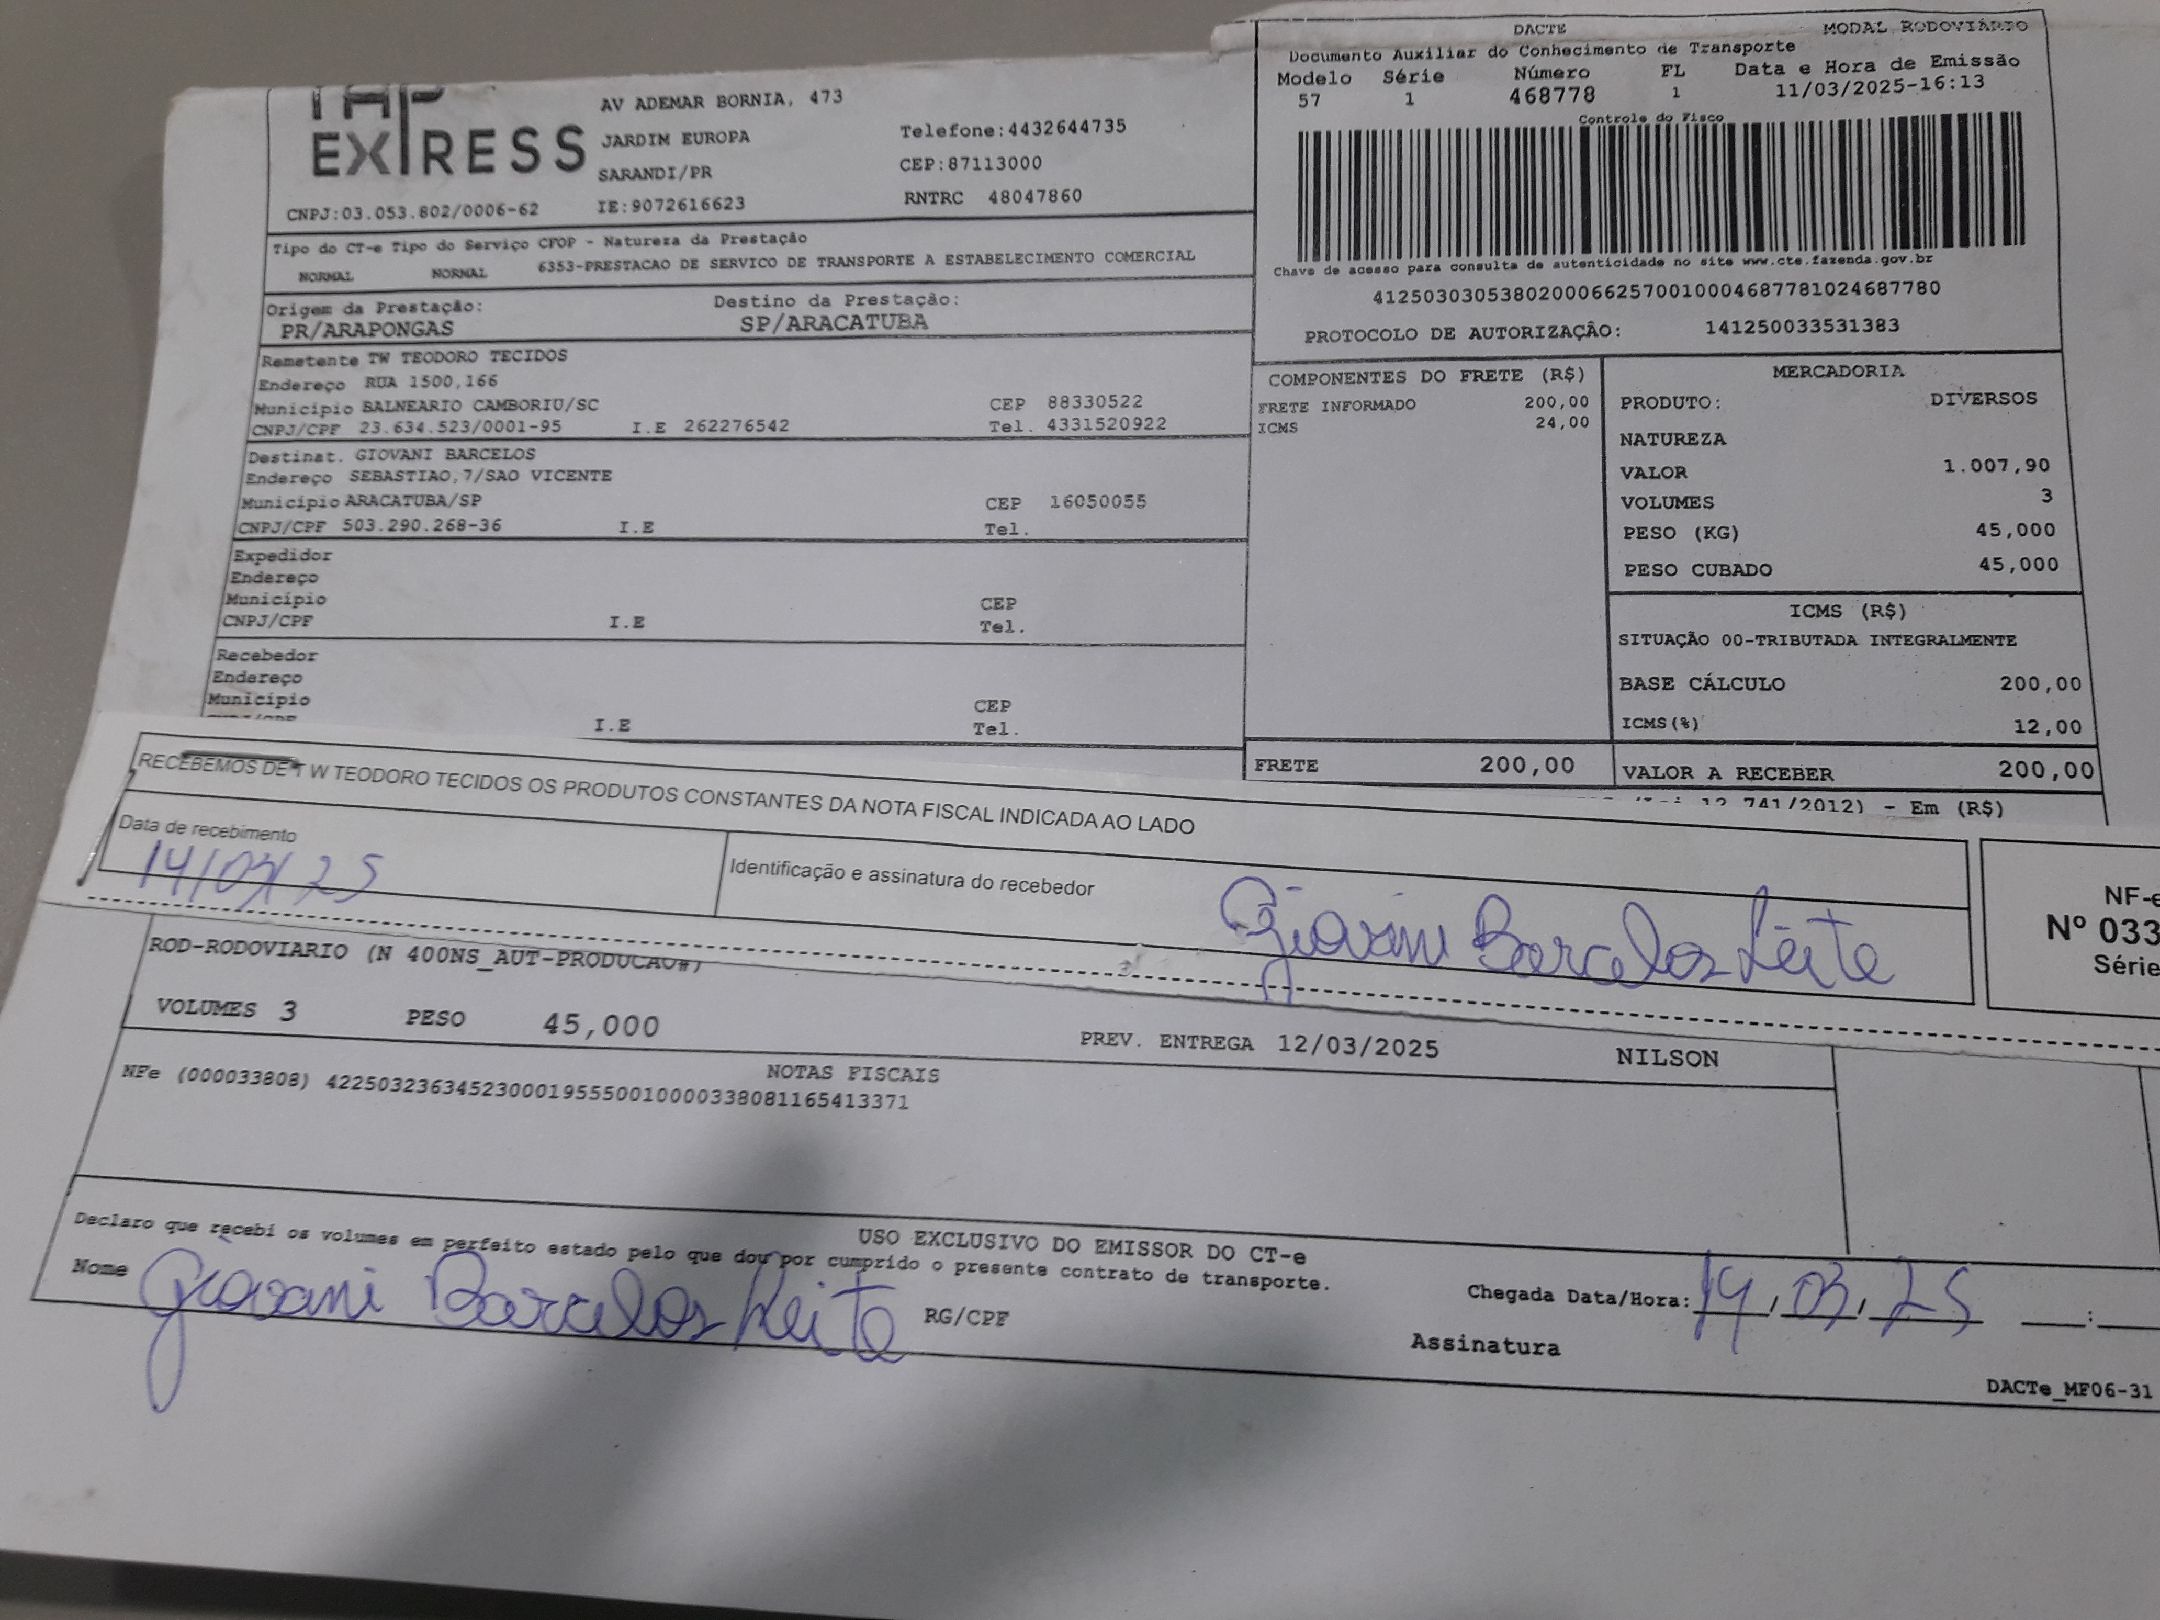 EXPRESS
AV ADEMAR BORNIA, 473
JARDIM EUROPA
SARANDI/PR
Telefone:4432644735
CEP:87113000
RNTRC 48047860
CNPJ:03.053.802/0006-62 IE:9072616623
Tipo do CT-e Tipo do Serviço CFOP - Natureza da Prestação
NORMAL NORMAL 6353-PRESTACAO DE SERVICO DE TRANSPORTE A ESTABELECIMENTO COMERCIAL
Origem da Prestação: Destino da Prestação:
PR/ARAPONGAS SP/ARACATUBA
Remetente TW TEODORO TECIDOS
Endereço RUA 1500,166
Município BALNEARIO CAMBORIU/SC CEP 88330522
CNPJ/CPF 23.634.523/0001-95 I.E 262276542 Tel. 4331520922
Destinat. GIOVANI BARCELOS
Endereço SEBASTIAO,7/SAO VICENTE
Município ARACATUBA/SP CEP 16050055
CNPJ/CPF 503.290.268-36 I.E Tel.
Expedidor
Endereço
Município CEP
CNPJ/CPF I.E Tel.
Recebedor
Endereço
Município CEP
I.E Tel.
DACTE MODAL RODOVIÁRIO
Documento Auxiliar do Conhecimento de Transporte
Modelo Série Número FL Data e Hora de Emissão
57 1 468778 1 11/03/2025-16:13
Controle do Fisco
Chave de acesso para consulta de autenticidade no site www.cte.fazenda.gov.br
41250303053802000662570010004687781024687780
PROTOCOLO DE AUTORIZAÇÃO: 141250033531383
COMPONENTES DO FRETE (R$)
FRETE INFORMADO 200,00
ICMS 24,00
FRETE 200,00
MERCADORIA
PRODUTO: DIVERSOS
NATUREZA
VALOR 1.007,90
VOLUMES 3
PESO (KG) 45,000
PESO CUBADO 45,000
ICMS (R$)
SITUAÇÃO 00-TRIBUTADA INTEGRALMENTE
BASE CÁLCULO 200,00
ICMS(%) 12,00
VALOR A RECEBER 200,00
12.741/2012) - Em (R$)
RECEBEMOS DE T W TEODORO TECIDOS OS PRODUTOS CONSTANTES DA NOTA FISCAL INDICADA AO LADO
Data de recebimento
14/03/25
Identificação e assinatura do recebedor
Giovani Barcelos Leite
NF-e
Nº 033
Série
ROD-RODOVIARIO (N 400NS_AUT-PRODUCAO#)
VOLUMES 3 PESO 45,000 PREV. ENTREGA 12/03/2025 NILSON
NOTAS FISCAIS
NFe (000033808) 42250323634523000195550010000338081165413371
USO EXCLUSIVO DO EMISSOR DO CT-e
Declaro que recebi os volumes em perfeito estado pelo que dou por cumprido o presente contrato de transporte.
Nome Giovani Barcelos Leite RG/CPF
Chegada Data/Hora: 14, 03, 25 :
Assinatura
DACTe_MF06-31